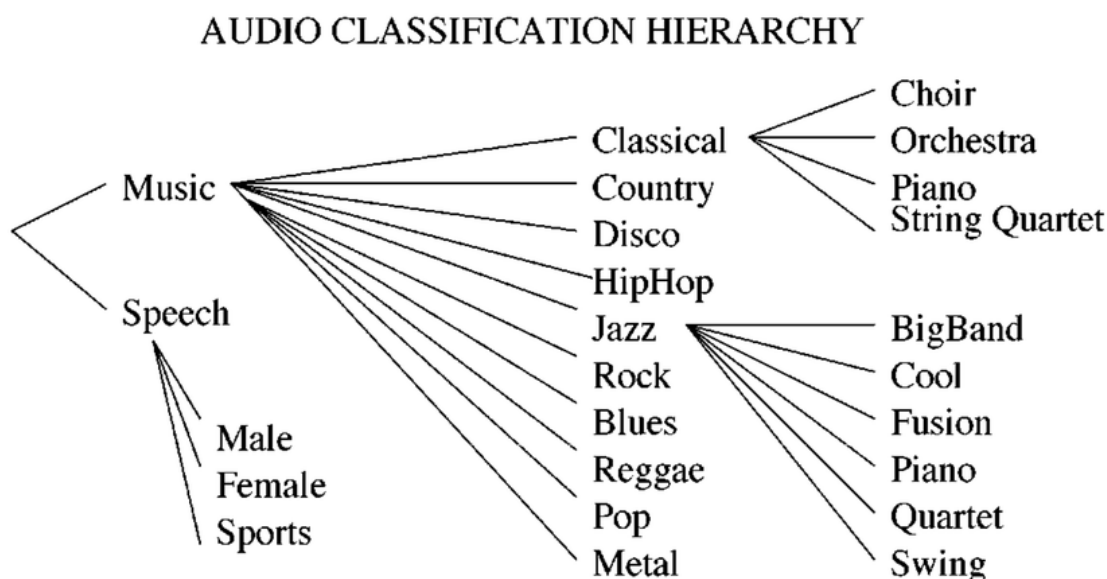 AUDIO CLASSIFICATION HIERARCHY
Music
Speech
Male
Female
Sports
Classical
Country
Disco
HipHop
Jazz
Rock
Blues
Reggae
Pop
Metal
Choir
Orchestra
Piano
String Quartet
BigBand
Cool
Fusion
Piano
Quartet
Swing